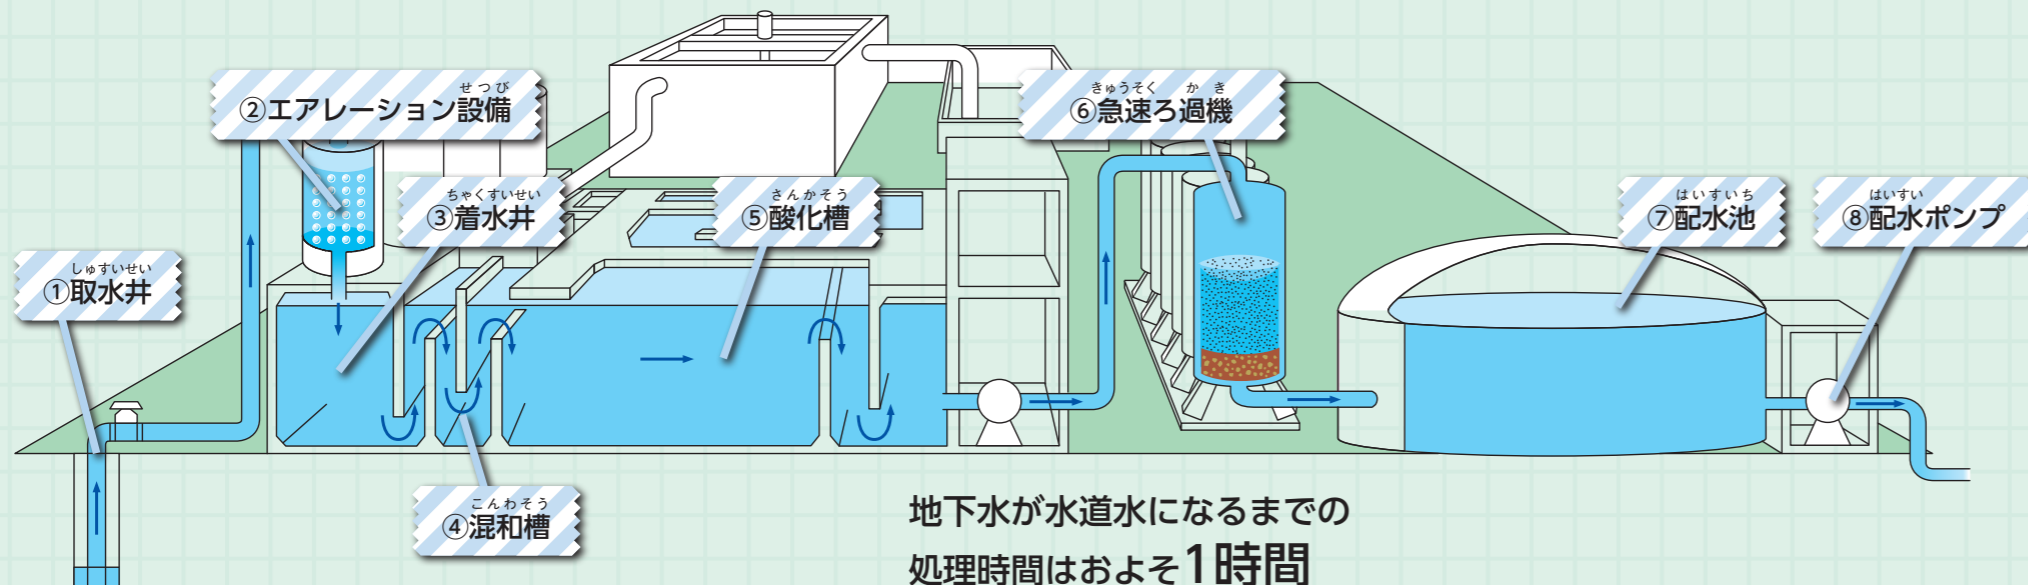 せつび
②エアレーション設備
きゅうそく か き
⑥急速ろ過機
ちゃくすいせい
③着水井
さんかそう
⑤酸化槽
はいすいち
⑦配水池
はいすい
⑧配水ポンプ
しゅすいせい
①取水井
こんわそう
④混和槽
地下水が水道水になるまでの
処理時間はおよそ1時間